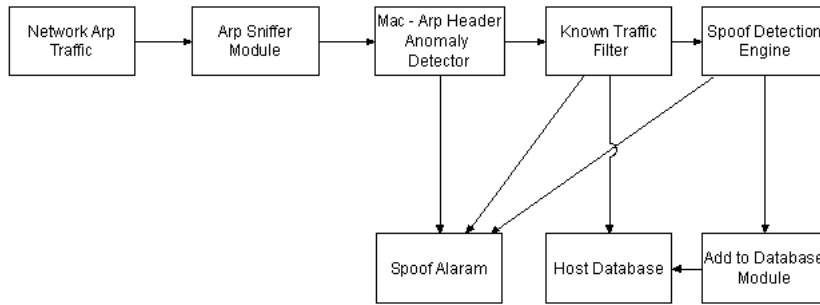 Network Arp
Traffic
Arp Sniffer
Module
Mac - Arp Header
Anomaly
Detector
Known Traffic
Filter
Spoof Detection
Engine
Spoof Alaram
Host Database
Add to Database
Module